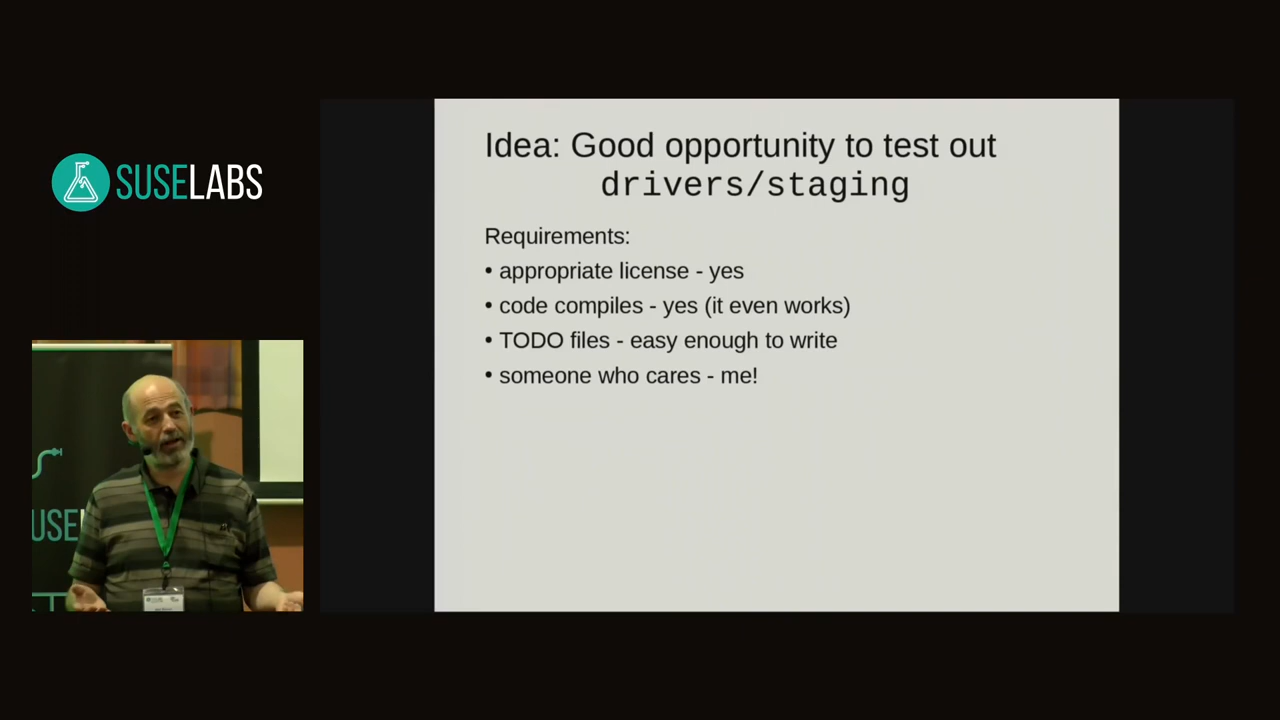 SUSELABS
Idea: Good opportunity to test out
drivers/staging
Requirements:
• appropriate license - yes
• code compiles - yes (it even works)
• TODO files - easy enough to write
• someone who cares - me!
USE